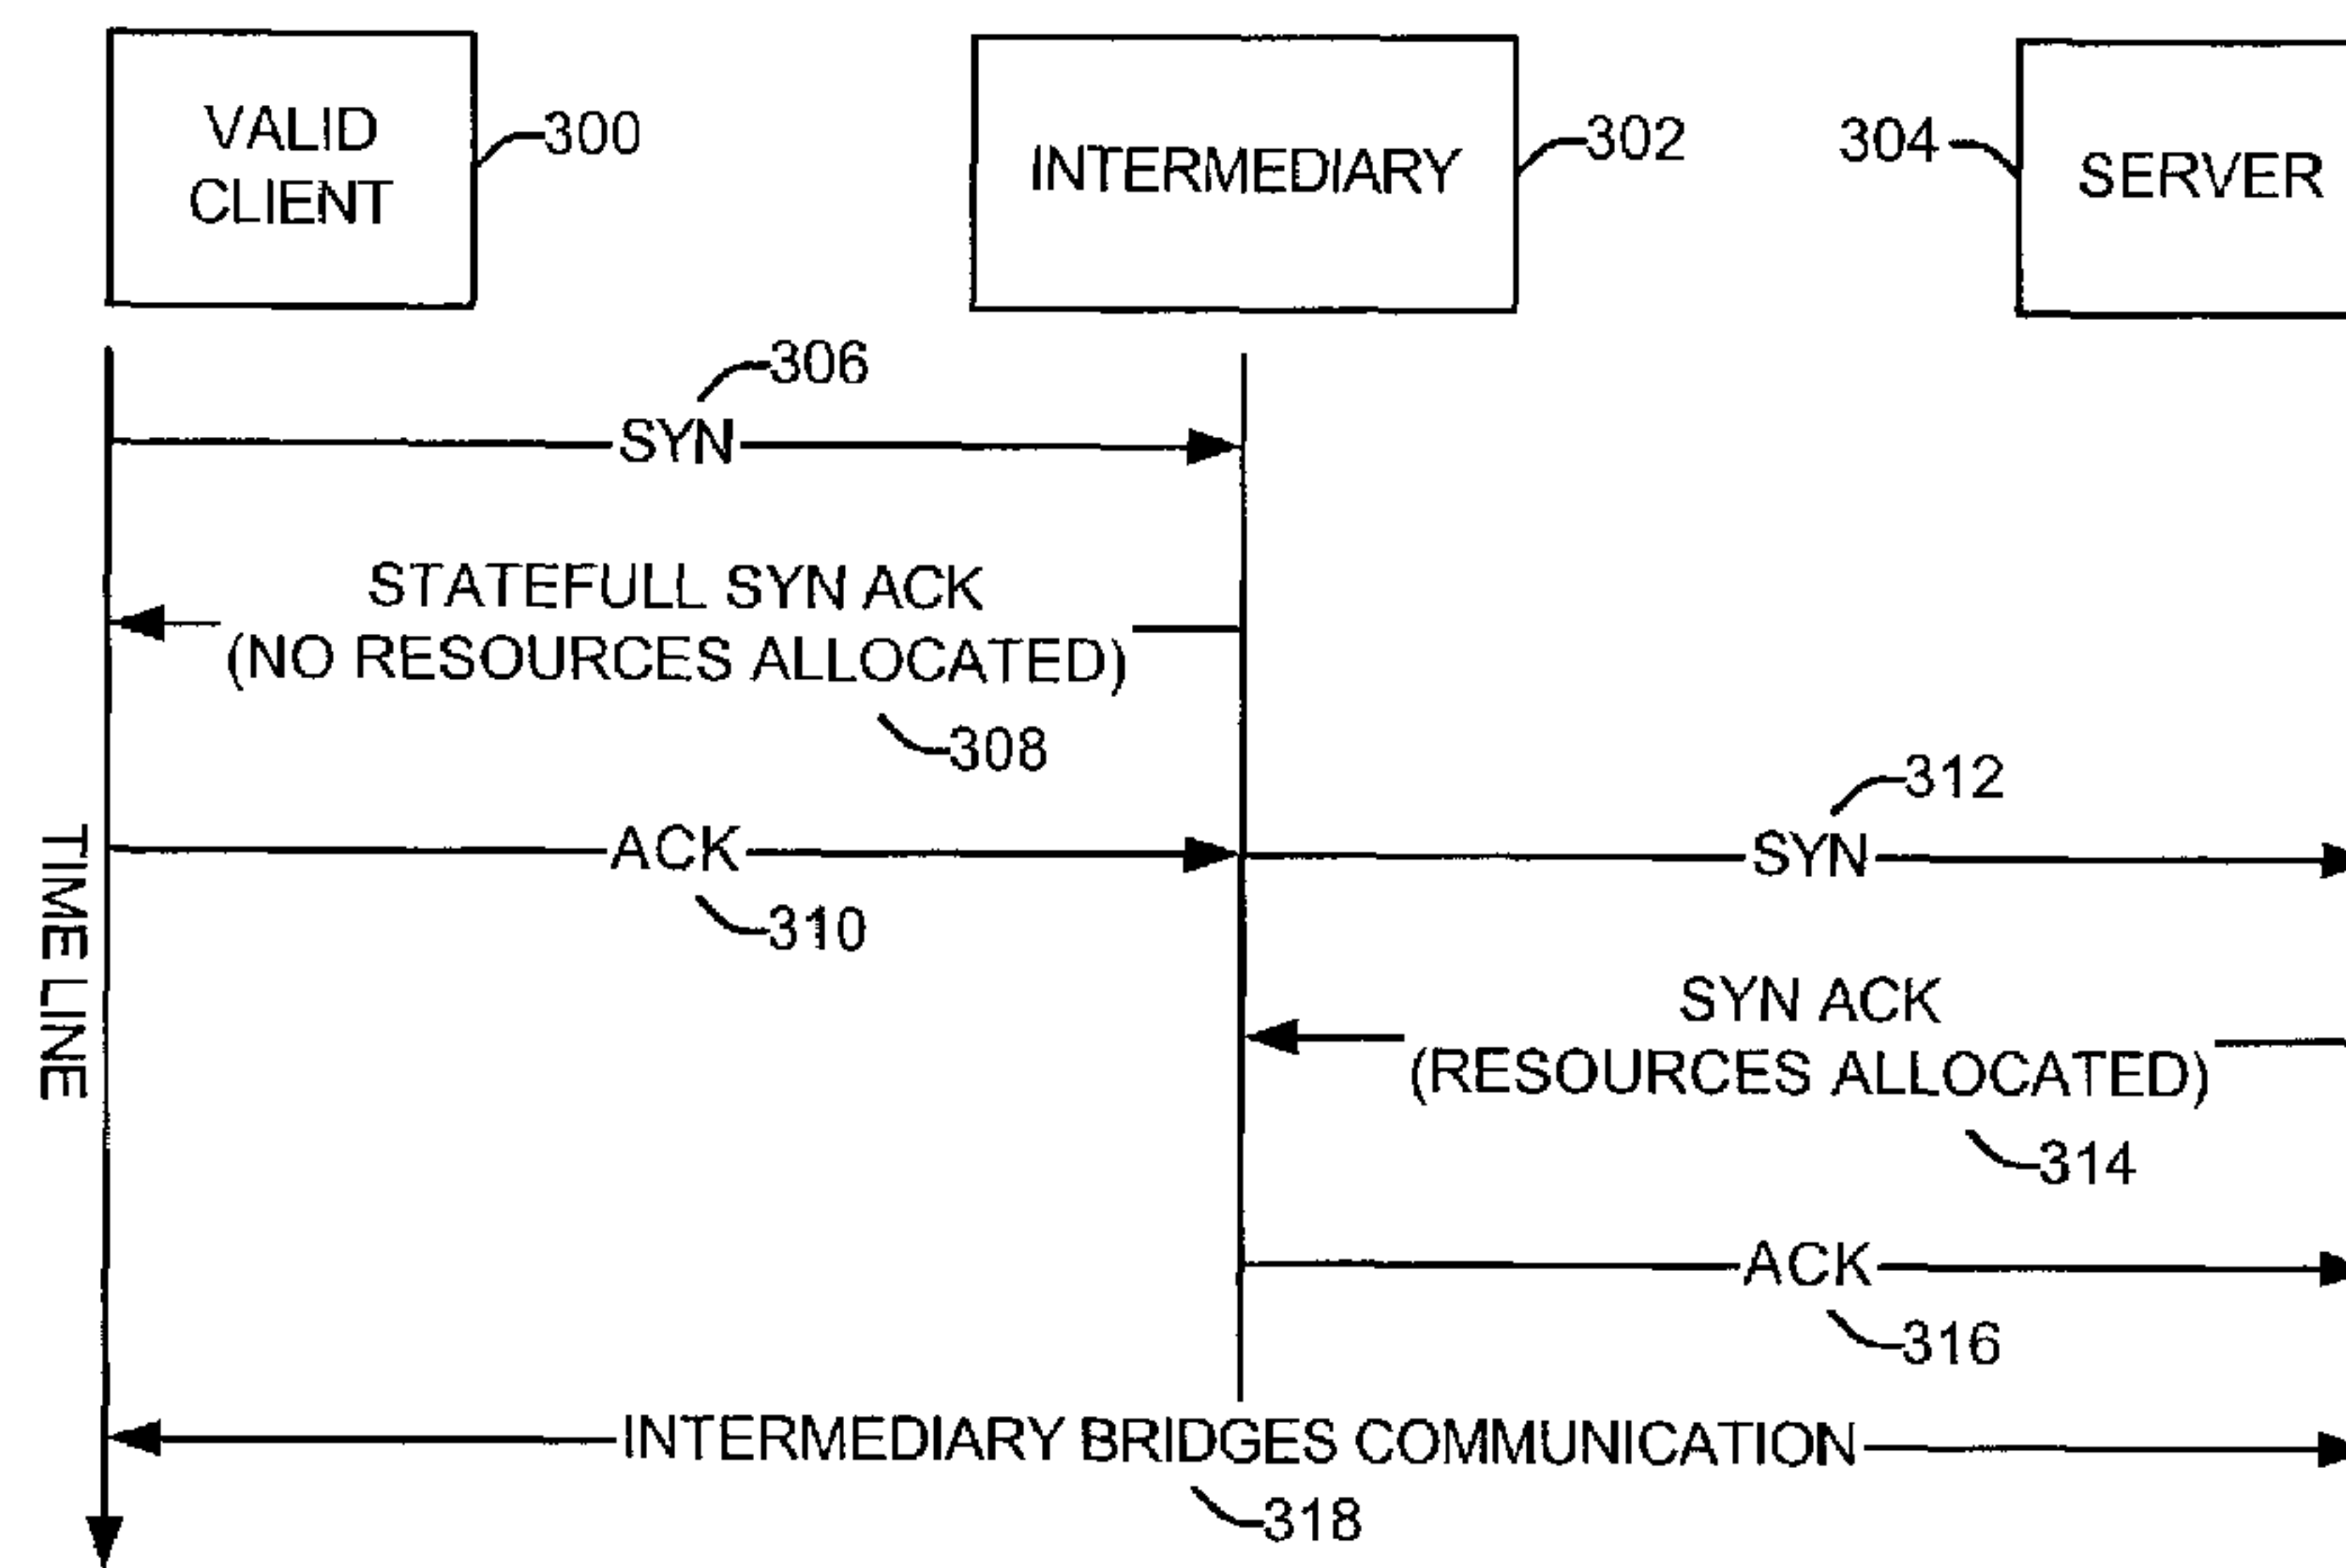 VALID
CLIENT
300
INTERMEDIARY
302
304
SERVER
306
SYN
STATEFULL SYN ACK
(NO RESOURCES ALLOCATED)
308
312
ACK
SYN
310
TIME LINE
SYN ACK
(RESOURCES ALLOCATED)
314
ACK
316
INTERMEDIARY BRIDGES COMMUNICATION
318